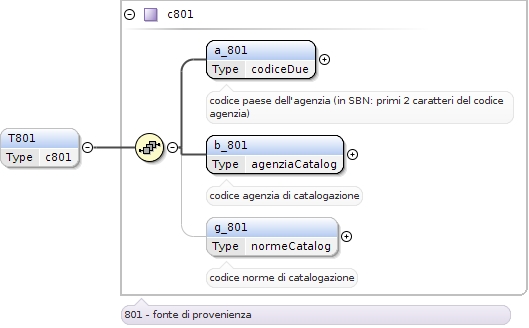 c801
a_801
Type codiceDue
codice paese dell'agenzia (in SBN: primi 2 caratteri del codice
agenzia)
T801
Type c801
b_801
Type agenziaCatalog
codice agenzia di catalogazione
g_801
Type normeCatalog
codice norme di catalogazione
801 - fonte di provenienza